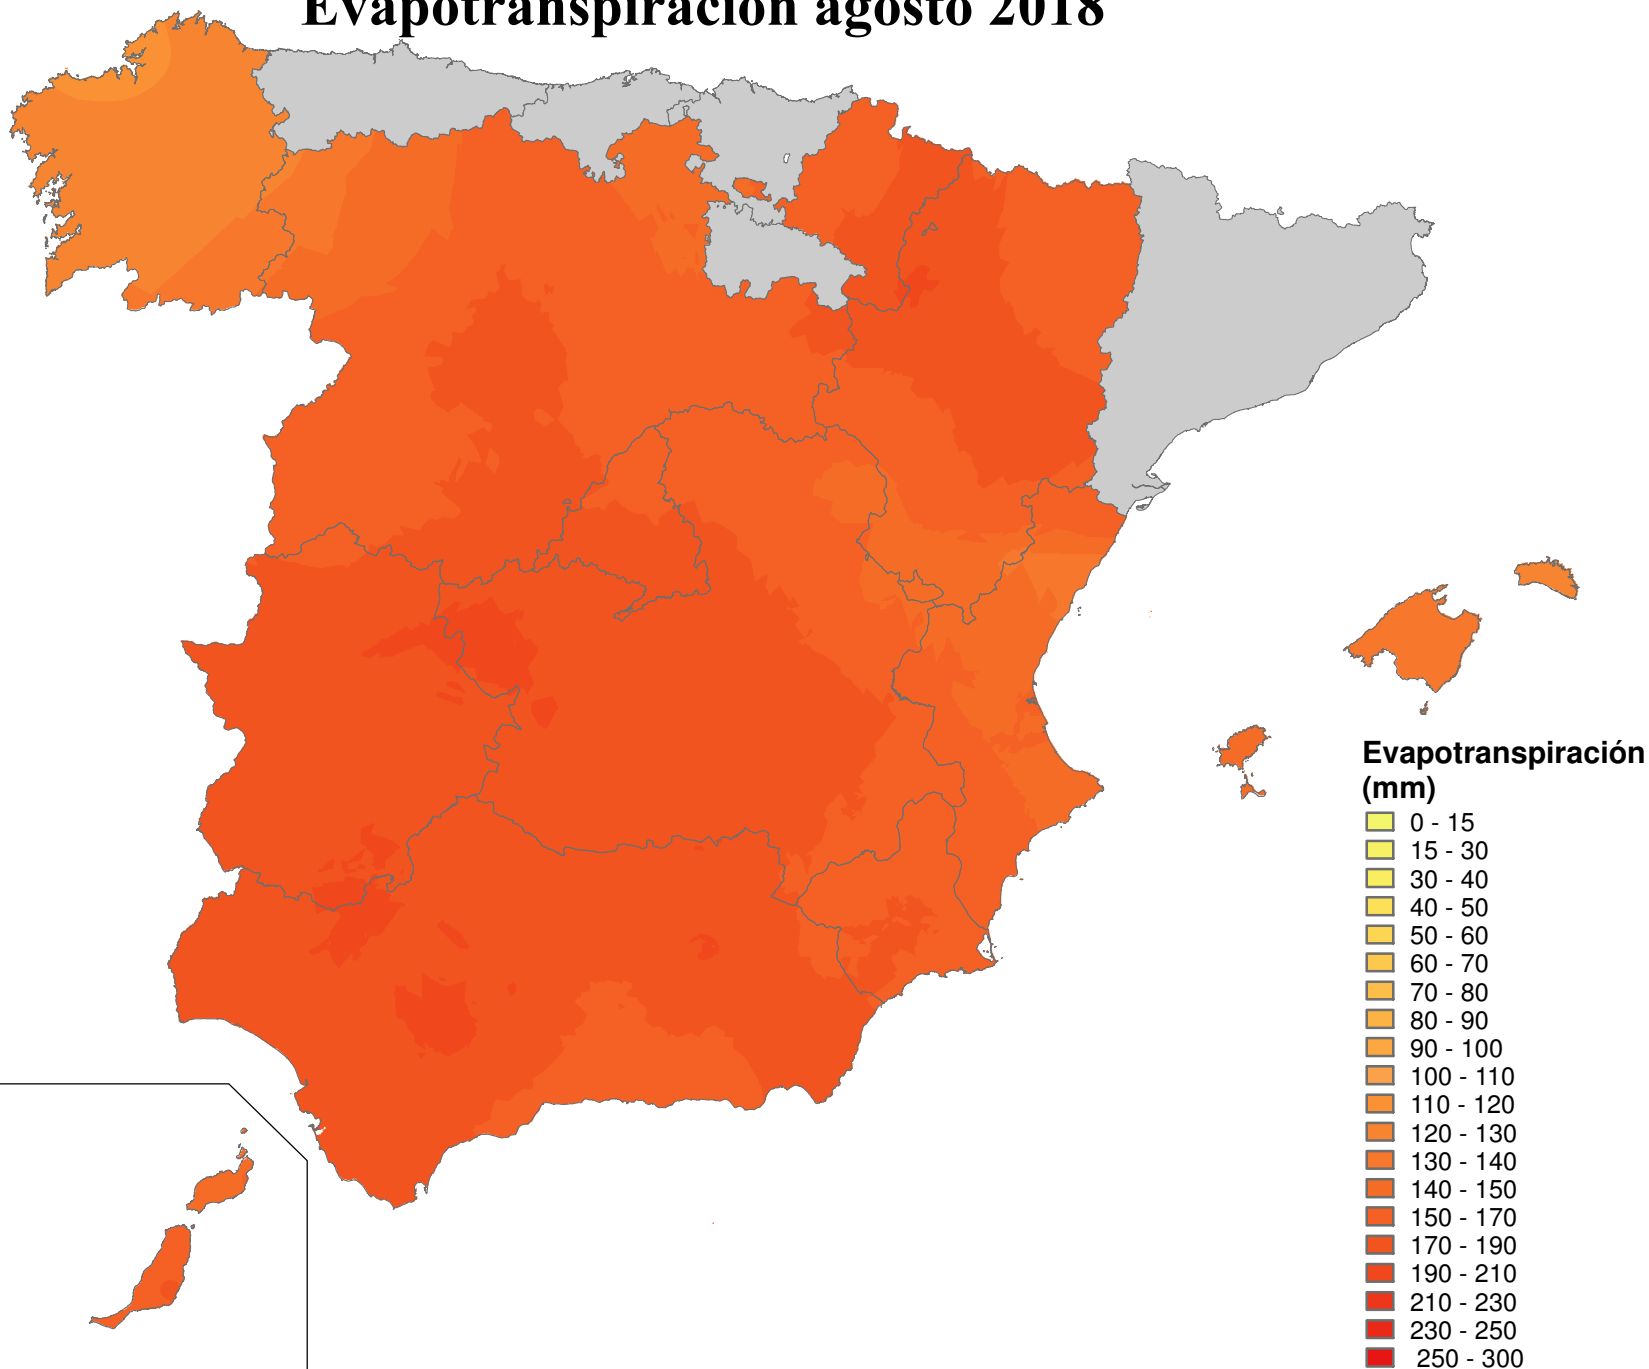 Evapotranspiración agosto 2018
Evapotranspiración
(mm)
0 - 15
15 - 30
30 - 40
40 - 50
50 - 60
60 - 70
70 - 80
80 - 90
90 - 100
100 - 110
110 - 120
120 - 130
130 - 140
140 - 150
150 - 170
170 - 190
190 - 210
210 - 230
230 - 250
250 - 300